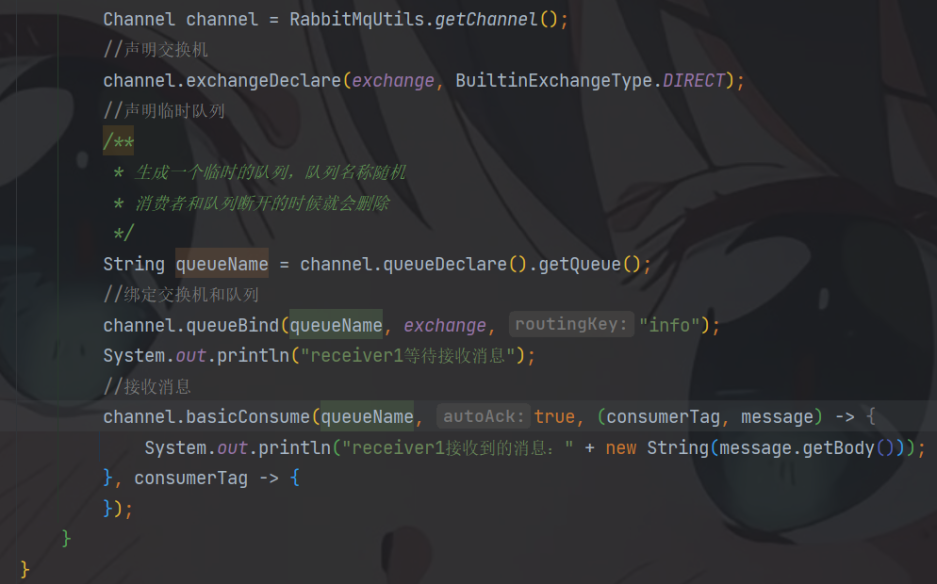 Channel channel = RabbitMqUtils.getChannel();
//声明交换机
channel.exchangeDeclare(exchange, BuiltinExchangeType.DIRECT);
//声明临时队列
/**
 * 生成一个临时的队列，队列名称随机
 * 消费者和队列断开的时候就会删除
 */
String queueName = channel.queueDeclare().getQueue();
//绑定交换机和队列
channel.queueBind(queueName, exchange, routingKey: "info");
System.out.println("receiver1等待接收消息");
//接收消息
channel.basicConsume(queueName, autoAck: true, (consumerTag, message) -> {
    System.out.println("receiver1接收到的消息：" + new String(message.getBody()));
}, consumerTag -> {
});
}
}